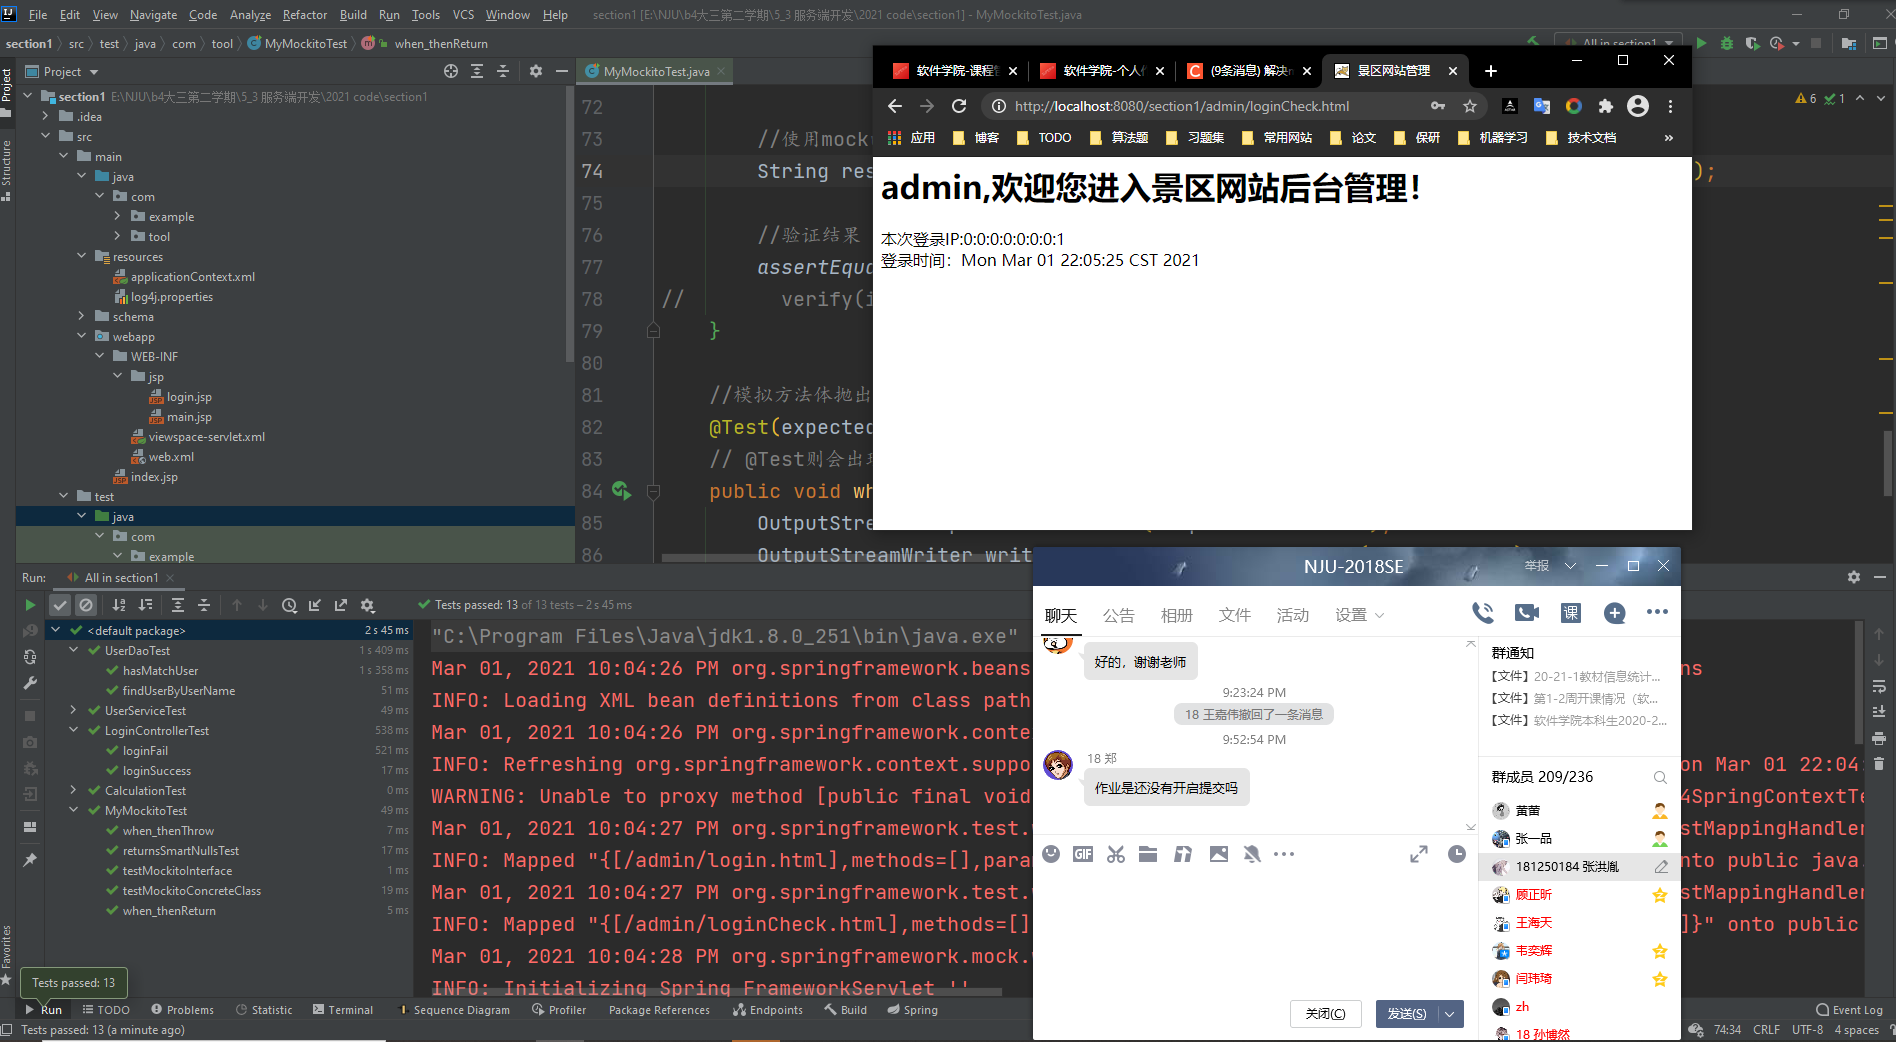 File Edit View Navigate Code Analyze Refactor Build Run Tools VCS Window Help section1 [E:\NJU\b4大三第二学期\5_3 服务端开发\2021 code\section1] - MyMockitoTest.java
section1 src test java com tool MyMockitoTest when_thenReturn
All in section1
Project
MyMockitoTest.java
section1 E:\NJU\b4大三第二学期\5_3 服务端开发\2021 code\section1
.idea
src
main
java
com
example
tool
resources
applicationContext.xml
log4j.properties
schema
webapp
WEB-INF
jsp
login.jsp
main.jsp
viewspace-servlet.xml
web.xml
index.jsp
test
java
com
example
Project
Structure
Favorites
72
73 //使用mock
74 String res );
75
76 //验证结果
77 assertEqua
78 // verify(i
79 }
80
81 //模拟方法体抛出
82 @Test(expected
83 // @Test则会出
84 public void wh
85 OutputStre
86 OutputStreamWriter writ
6 1
软件学院-课程
软件学院-个人
(9条消息) 解决
景区网站管理
http://localhost:8080/section1/admin/loginCheck.html
应用 博客 TODO 算法题 习题集 常用网站 论文 保研 机器学习 技术文档 »
admin,欢迎您进入景区网站后台管理!
本次登录IP:0:0:0:0:0:0:0:1
登录时间：Mon Mar 01 22:05:25 CST 2021
Run: All in section1
Tests passed: 13 of 13 tests – 2 s 45 ms
<default package> 2 s 45 ms
UserDaoTest 1 s 409 ms
hasMatchUser 1 s 358 ms
findUserByUserName 51 ms
UserServiceTest 49 ms
LoginControllerTest 538 ms
loginFail 521 ms
loginSuccess 17 ms
CalculationTest 0 ms
MyMockitoTest 49 ms
when_thenThrow 7 ms
returnsSmartNullsTest 17 ms
testMockitoInterface 1 ms
testMockitoConcreteClass 19 ms
when_thenReturn 5 ms
"C:\Program Files\Java\jdk1.8.0_251\bin\java.exe"
Mar 01, 2021 10:04:26 PM org.springframework.beans ns
INFO: Loading XML bean definitions from class path
Mar 01, 2021 10:04:26 PM org.springframework.conte
INFO: Refreshing org.springframework.context.suppo on Mon Mar 01 22:04:
WARNING: Unable to proxy method [public final void 4SpringContextTe
Mar 01, 2021 10:04:27 PM org.springframework.test. stMappingHandler
INFO: Mapped "{[/admin/login.html],methods=[],para nto public java.
Mar 01, 2021 10:04:27 PM org.springframework.test. stMappingHandler
INFO: Mapped "{[/admin/loginCheck.html],methods=[] ]}" onto public
Mar 01, 2021 10:04:28 PM org.springframework.mock.
INFO: Initializing Spring FrameworkServlet ''
NJU-2018SE
举报
聊天 公告 相册 文件 活动 设置
课
好的，谢谢老师
9:23:24 PM
18 王嘉伟撤回了一条消息
9:52:54 PM
18 郑
作业是还没有开启提交吗
GIF
关闭(C) 发送(S)
群通知
【文件】20-21-1教材信息统计...
【文件】第1-2周开课情况（软...
【文件】软件学院本科生2020-2...
群成员 209/236
黄菌
张一品
181250184 张洪胤
顾正昕
王海天
韦奕辉
闫玮琦
zh
18 孙博然
Tests passed: 13
Run TODO Problems Statistic Terminal Sequence Diagram Profiler Package References Endpoints Build Spring Event Log
Tests passed: 13 (a minute ago) 74:34 CRLF UTF-8 4 spaces